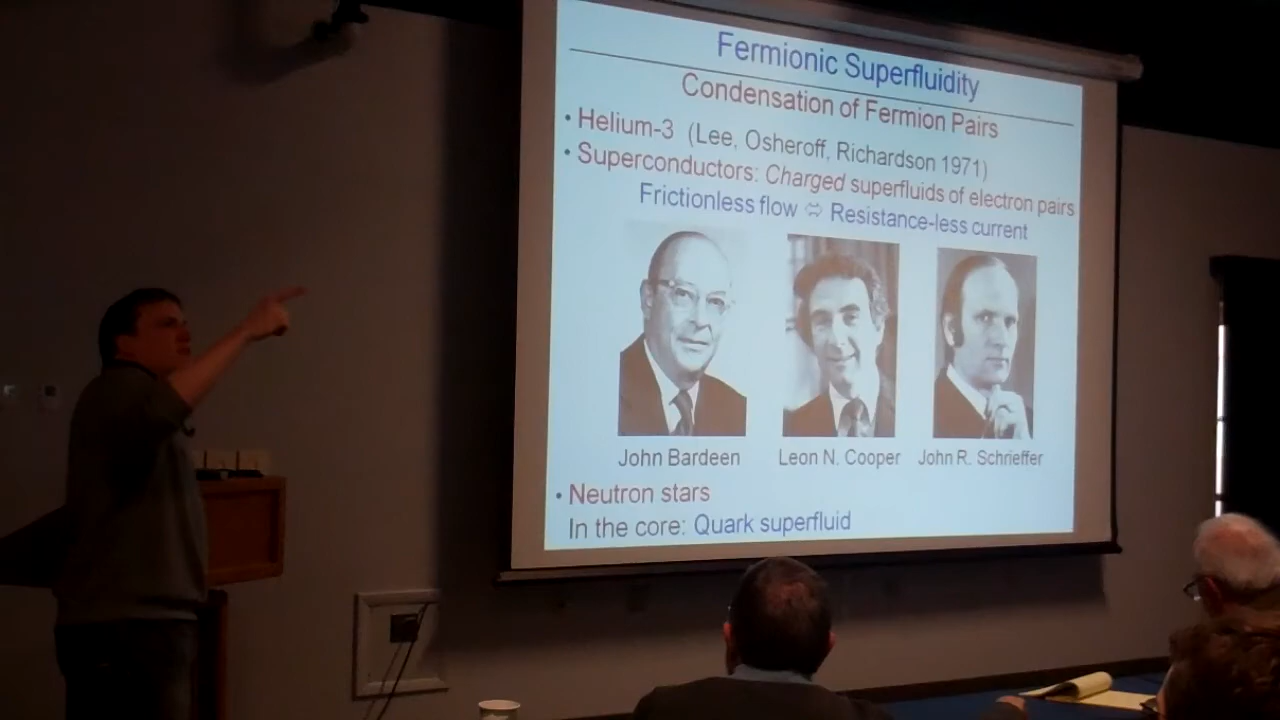 Fermionic Superfluidity
Condensation of Fermion Pairs
• Helium-3 (Lee, Osheroff, Richardson 1971)
• Superconductors: Charged superfluids of electron pairs
Frictionless flow ⇔ Resistance-less current
John Bardeen
Leon N. Cooper
John R. Schrieffer
• Neutron stars
In the core: Quark superfluid